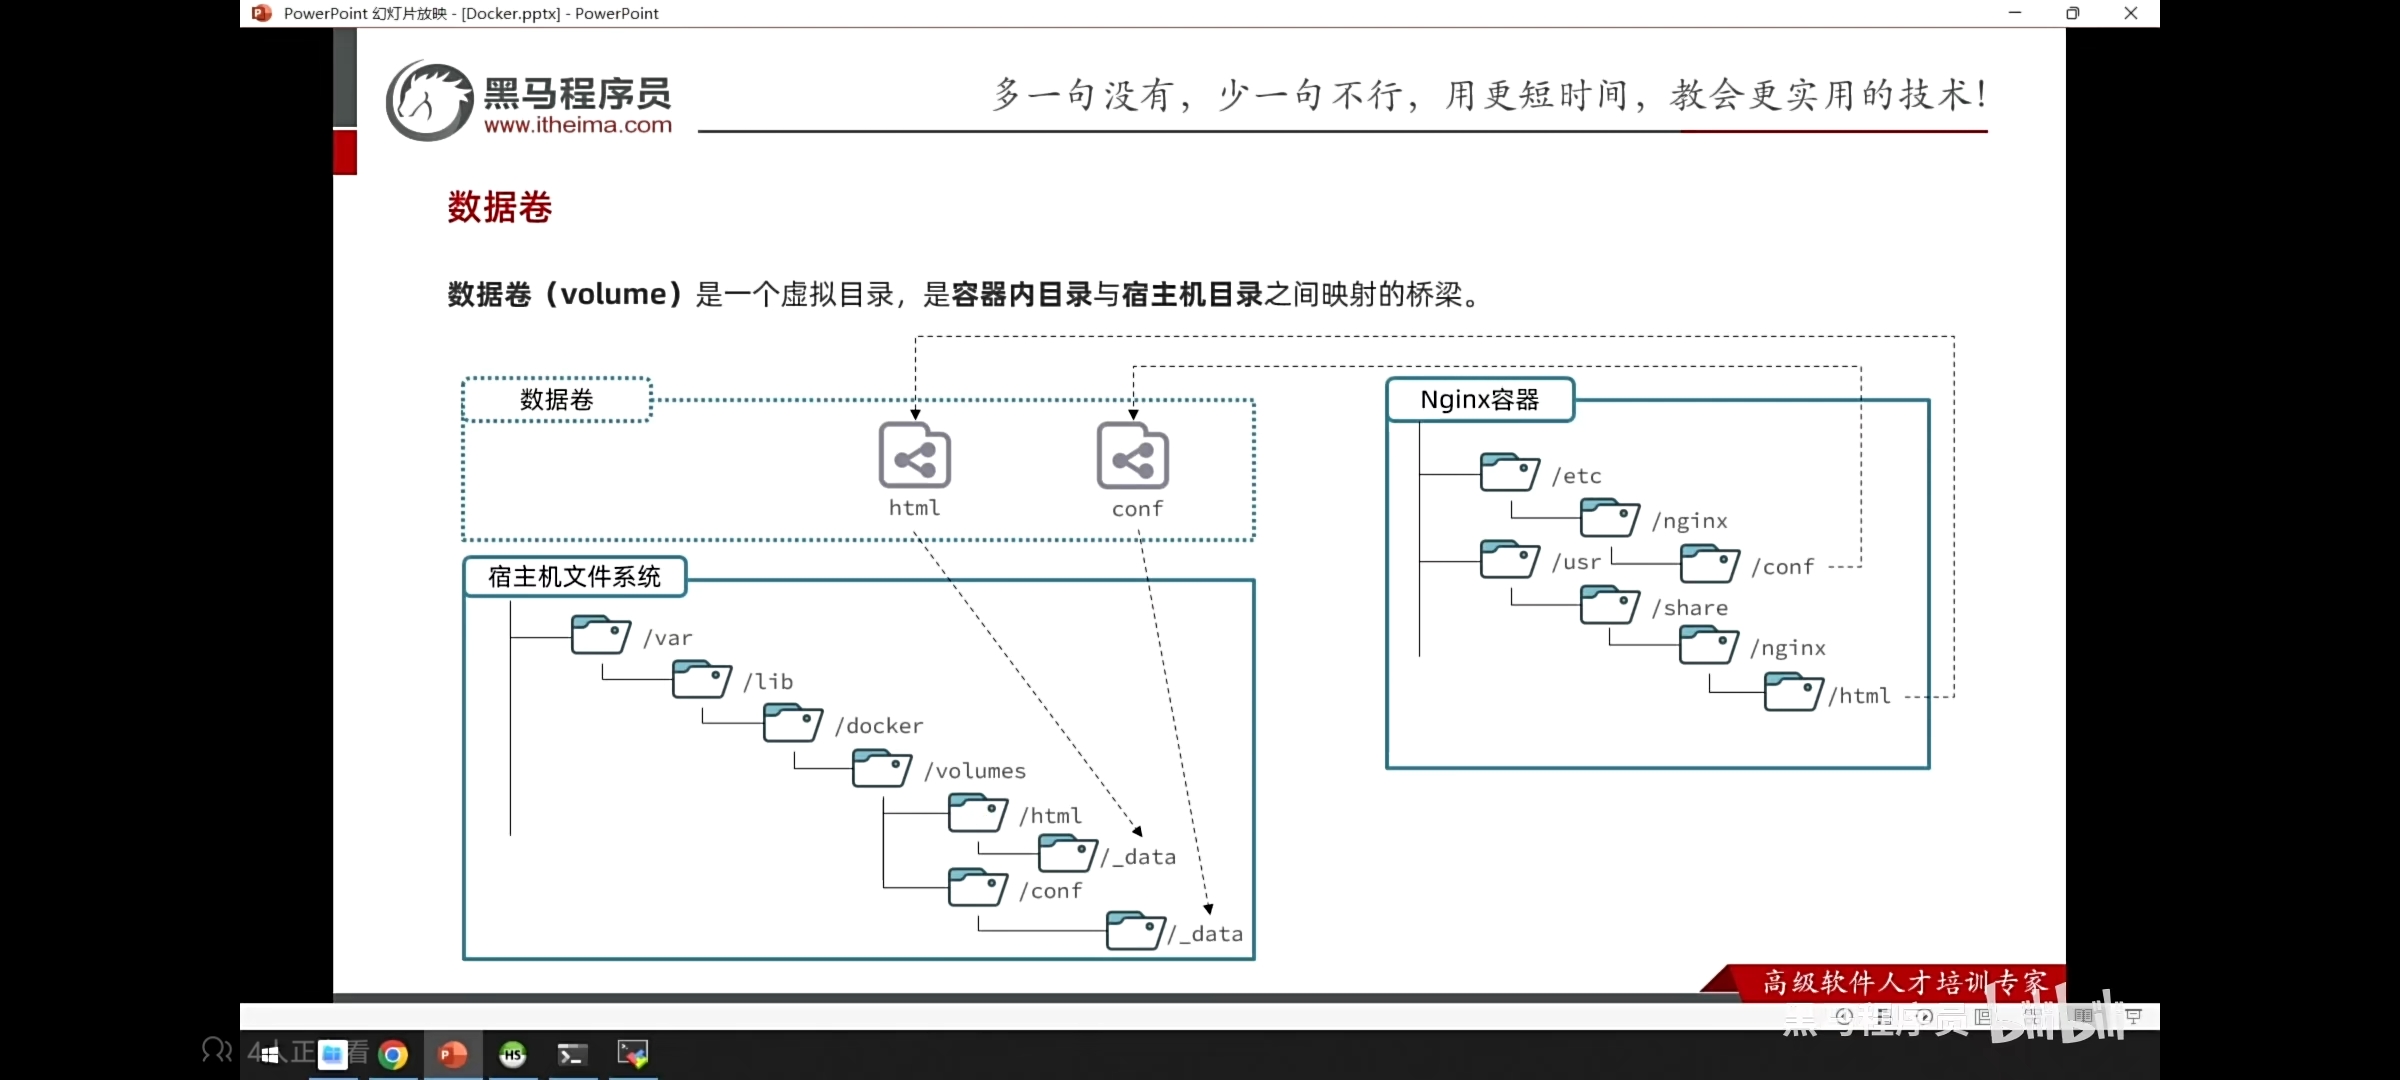 PowerPoint 幻灯片放映 - [Docker.pptx] - PowerPoint
黑马程序员
www.itheima.com
多一句没有，少一句不行，用更短时间，教会更实用的技术！
数据卷
数据卷（volume）是一个虚拟目录，是容器内目录与宿主机目录之间映射的桥梁。
数据卷
html
conf
宿主机文件系统
/var
/lib
/docker
/volumes
/html
/_data
/conf
/_data
Nginx容器
/etc
/nginx
/conf
/usr
/share
/nginx
/html
高级软件人才培训专家
黑马程序员 bilibili
4人正
看
HS